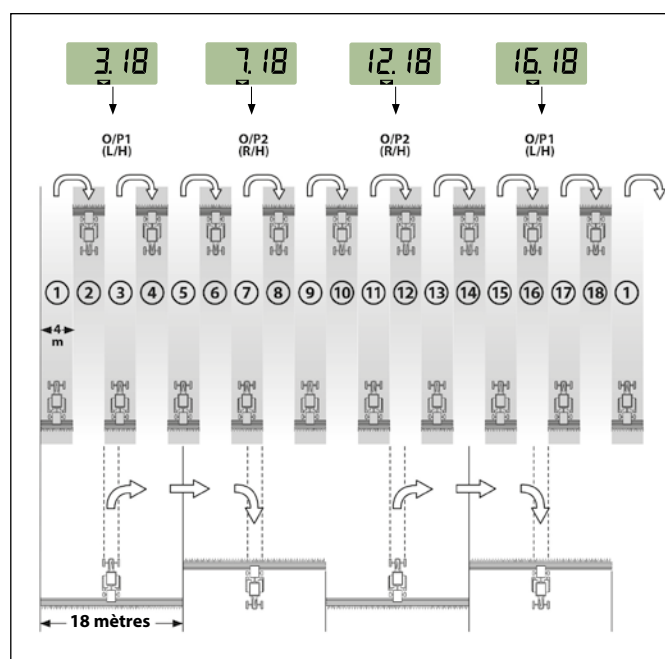 3.18 7.18 12.18 16.18
O/P1 O/P2 O/P2 O/P1
(L/H) (R/H) (R/H) (L/H)
1 2 3 4 5 6 7 8 9 10 11 12 13 14 15 16 17 18 1
4
m
18 mètres